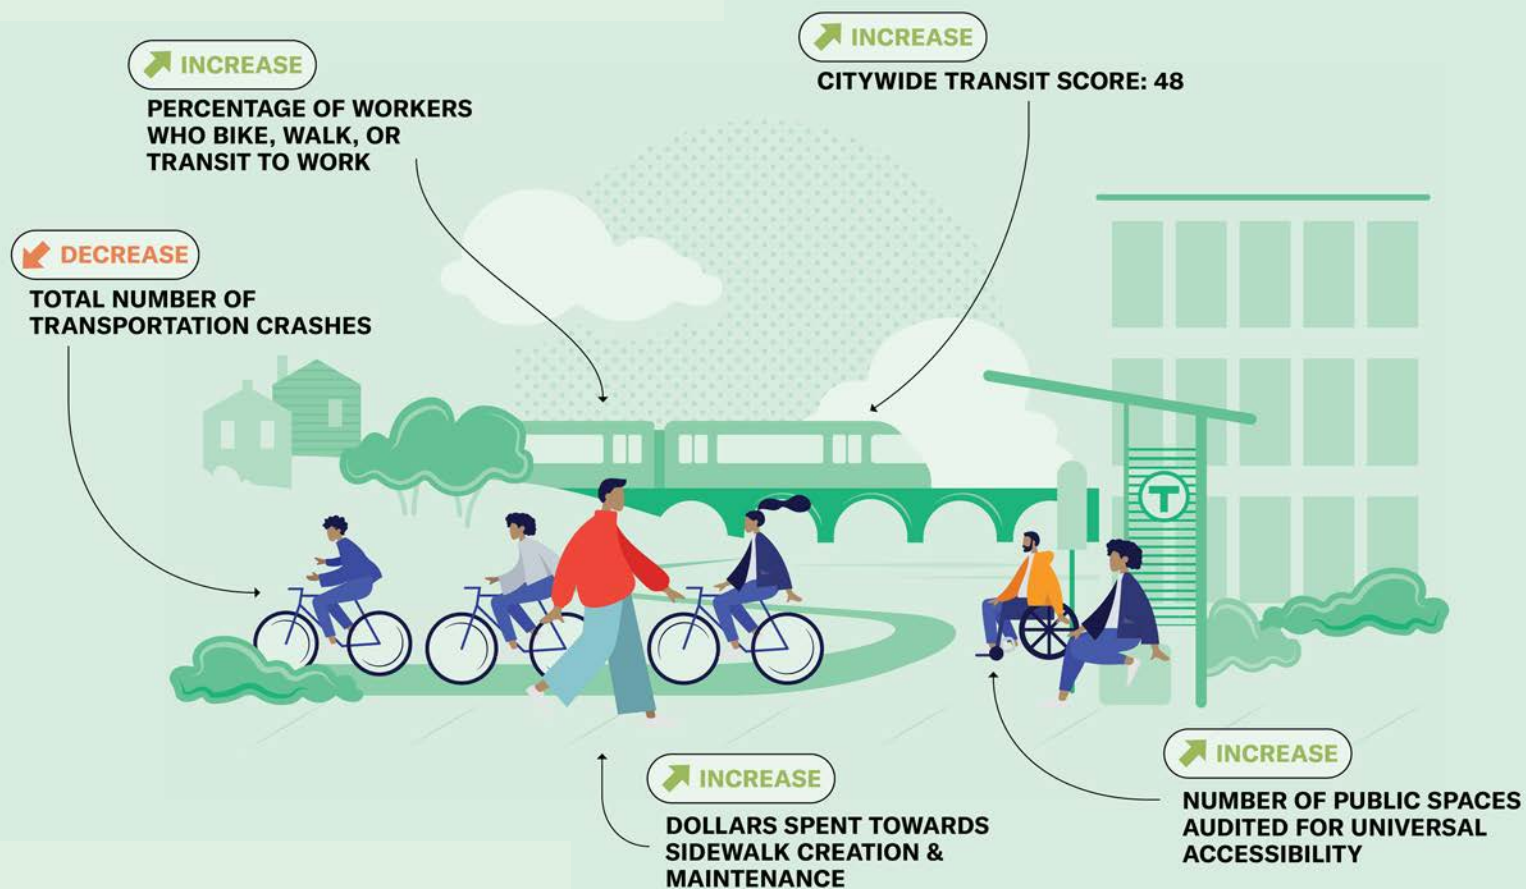 INCREASE
PERCENTAGE OF WORKERS
WHO BIKE, WALK, OR
TRANSIT TO WORK
INCREASE
CITYWIDE TRANSIT SCORE: 48
DECREASE
TOTAL NUMBER OF
TRANSPORTATION CRASHES
T
INCREASE
DOLLARS SPENT TOWARDS
SIDEWALK CREATION &
MAINTENANCE
INCREASE
NUMBER OF PUBLIC SPACES
AUDITED FOR UNIVERSAL
ACCESSIBILITY